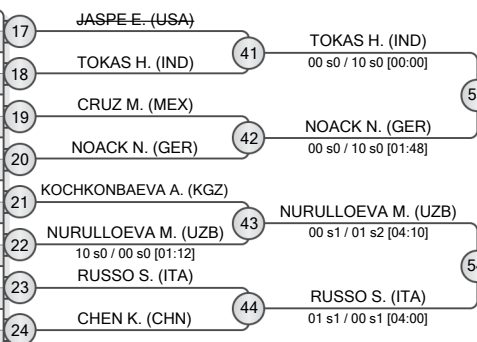 17
JASPE E. (USA)
18
TOKAS H. (IND)
41
TOKAS H. (IND)
00 s0 / 10 s0 [00:00]
19
CRUZ M. (MEX)
20
NOACK N. (GER)
42
NOACK N. (GER)
00 s0 / 10 s0 [01:48]
21
KOCHKONBAEVA A. (KGZ)
22
NURULLOEVA M. (UZB)
10 s0 / 00 s0 [01:12]
43
NURULLOEVA M. (UZB)
00 s1 / 01 s2 [04:10]
23
RUSSO S. (ITA)
24
CHEN K. (CHN)
44
RUSSO S. (ITA)
01 s1 / 00 s1 [04:00]